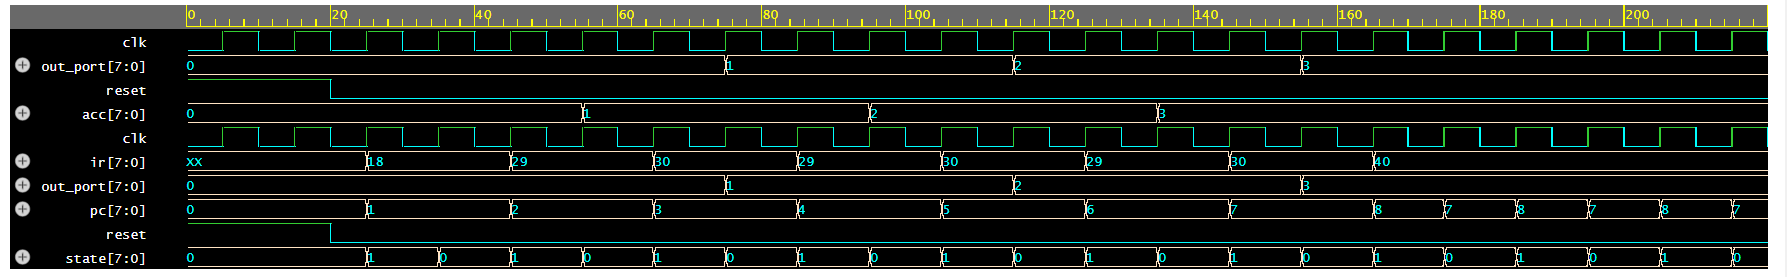 0 20 40 60 80 100 120 140 160 180 200
clk
out_port[7:0] 0 1 2 3
reset
acc[7:0] 0 1 2 3
clk
ir[7:0] xx 18 29 30 29 30 29 30 40
out_port[7:0] 0 1 2 3
pc[7:0] 0 1 2 3 4 5 6 7 8 7 8 7 8 7
reset
state[7:0] 0 1 0 1 0 1 0 1 0 1 0 1 0 1 0 1 0 1 0 1 0